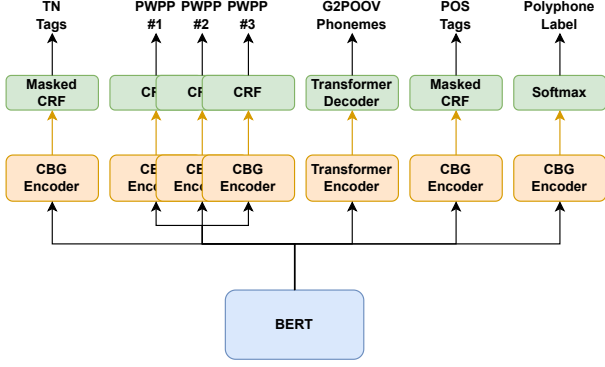 TN
Tags
PWPP
#1
PWPP
#2
PWPP
#3
G2POOV
Phonemes
POS
Tags
Polyphone
Label
Masked
CRF
CRF
Transformer
Decoder
Masked
CRF
Softmax
CBG
Encoder
CBG
Encoder
Transformer
Encoder
CBG
Encoder
CBG
Encoder
BERT